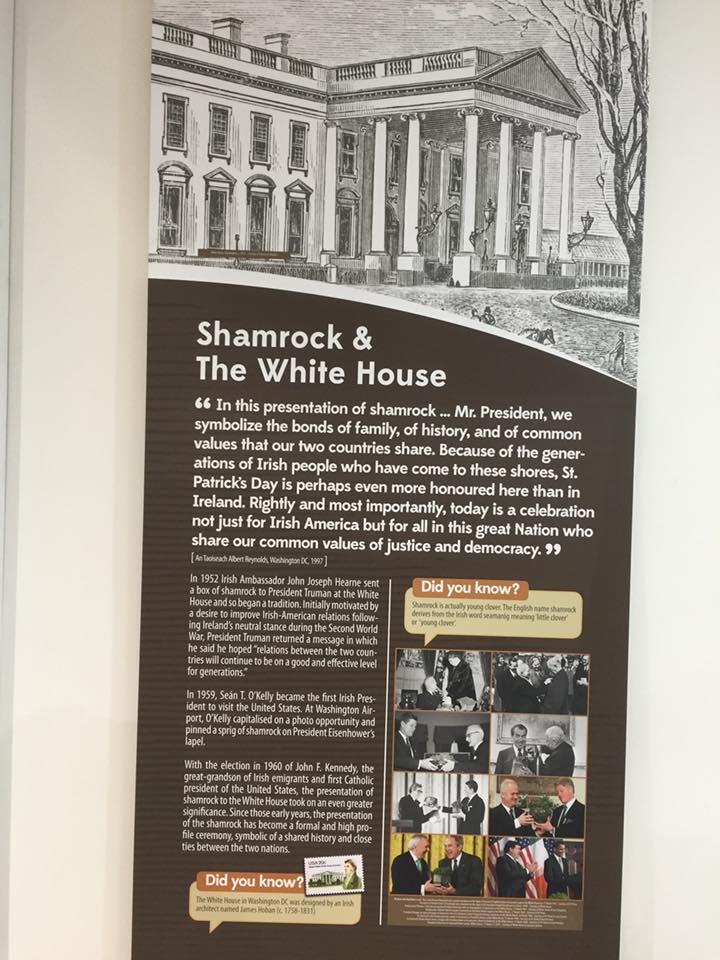 Shamrock &
The White House
“ In this presentation of shamrock ... Mr. President, we
symbolize the bonds of family, of history, and of common
values that our two countries share. Because of the gener-
ations of Irish people who have come to these shores, St.
Patrick's Day is perhaps even more honoured here than in
Ireland. Rightly and most importantly, today is a celebration
not just for Irish America but for all in this great Nation who
share our common values of justice and democracy. ”
[ An Taoiseach Albert Reynolds, Washington DC, 1997 ]
In 1952 Irish Ambassador John Joseph Hearne sent
a box of shamrock to President Truman at the White
House and so began a tradition. Initially motivated by
a desire to improve Irish-American relations follow-
ing Ireland's neutral stance during the Second World
War, President Truman returned a message in which
he said he hoped "relations between the two coun-
tries will continue to be on a good and effective level
for generations."
In 1959, Seán T. O'Kelly became the first Irish Pres-
ident to visit the United States. At Washington Air-
port, O'Kelly capitalised on a photo opportunity and
pinned a sprig of shamrock on President Eisenhower's
lapel.
With the election in 1960 of John F. Kennedy, the
great-grandson of Irish emigrants and first Catholic
president of the United States, the presentation of
shamrock to the White House took on an even greater
significance. Since those early years, the presentation
of the shamrock has become a formal and high pro-
file ceremony, symbolic of a shared history and close
ties between the two nations.
Did you know?
The White House in Washington DC was designed by an Irish
architect named James Hoban (c. 1758-1831)
USA 20c
Did you know?
Shamrock is actually young clover. The English name shamrock
derives from the Irish word seamaróg meaning 'little clover'
or 'young clover'.